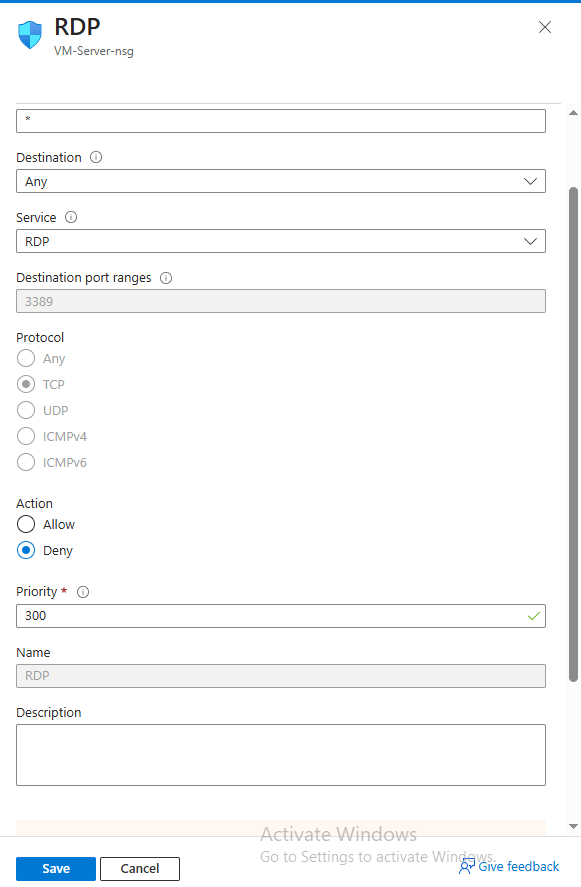 RDP
VM-Server-nsg
*
Destination
Any
Service
RDP
Destination port ranges
3389
Protocol
Any
TCP
UDP
ICMPv4
ICMPv6
Action
Allow
Deny
Priority *
300
Name
RDP
Description
Activate Windows
Go to Settings to activate Windows.
Save
Cancel
Give feedback